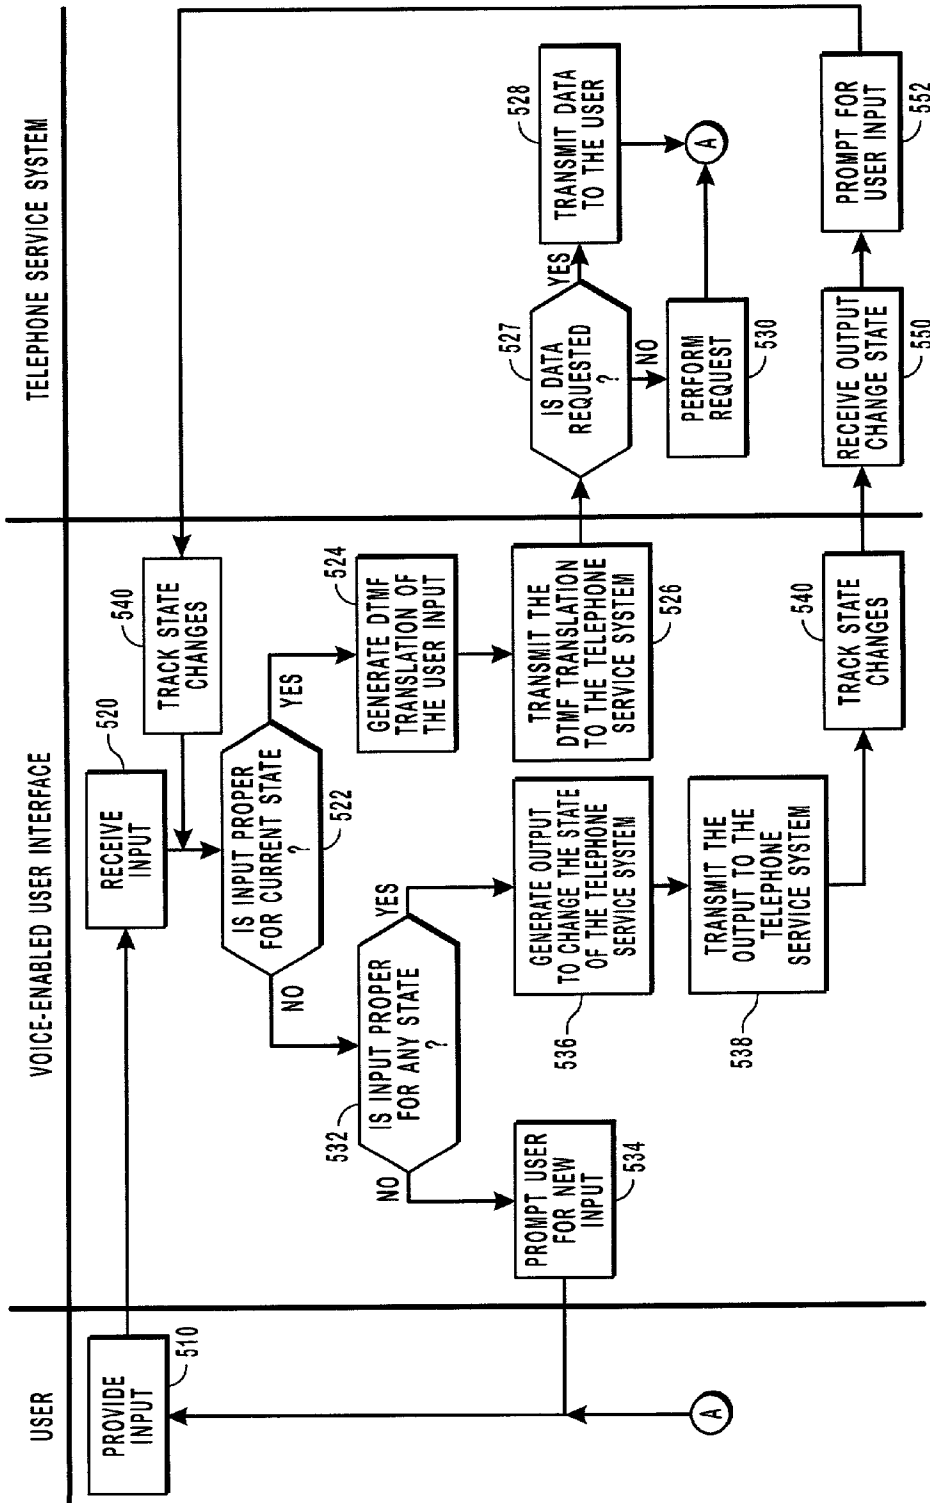 USER
VOICE-ENABLED USER INTERFACE
TELEPHONE SERVICE SYSTEM
PROVIDE
INPUT
510
RECEIVE
INPUT
520
TRACK STATE
CHANGES
540
IS INPUT PROPER
FOR CURRENT STATE
?
522
NO
YES
GENERATE DTMF
TRANSLATION OF
THE USER INPUT
524
IS INPUT PROPER
FOR ANY STATE
?
532
NO
YES
PROMPT USER
FOR NEW
INPUT
534
GENERATE OUTPUT
TO CHANGE THE STATE
OF THE TELEPHONE
SERVICE SYSTEM
536
TRANSMIT THE
DTMF TRANSLATION
TO THE TELEPHONE
SERVICE SYSTEM
526
IS DATA
REQUESTED
?
527
YES
NO
TRANSMIT DATA
TO THE USER
528
PERFORM
REQUEST
530
A
A
TRANSMIT THE
OUTPUT TO THE
TELEPHONE
SERVICE SYSTEM
538
TRACK STATE
CHANGES
540
RECEIVE OUTPUT
CHANGE STATE
550
PROMPT FOR
USER INPUT
552